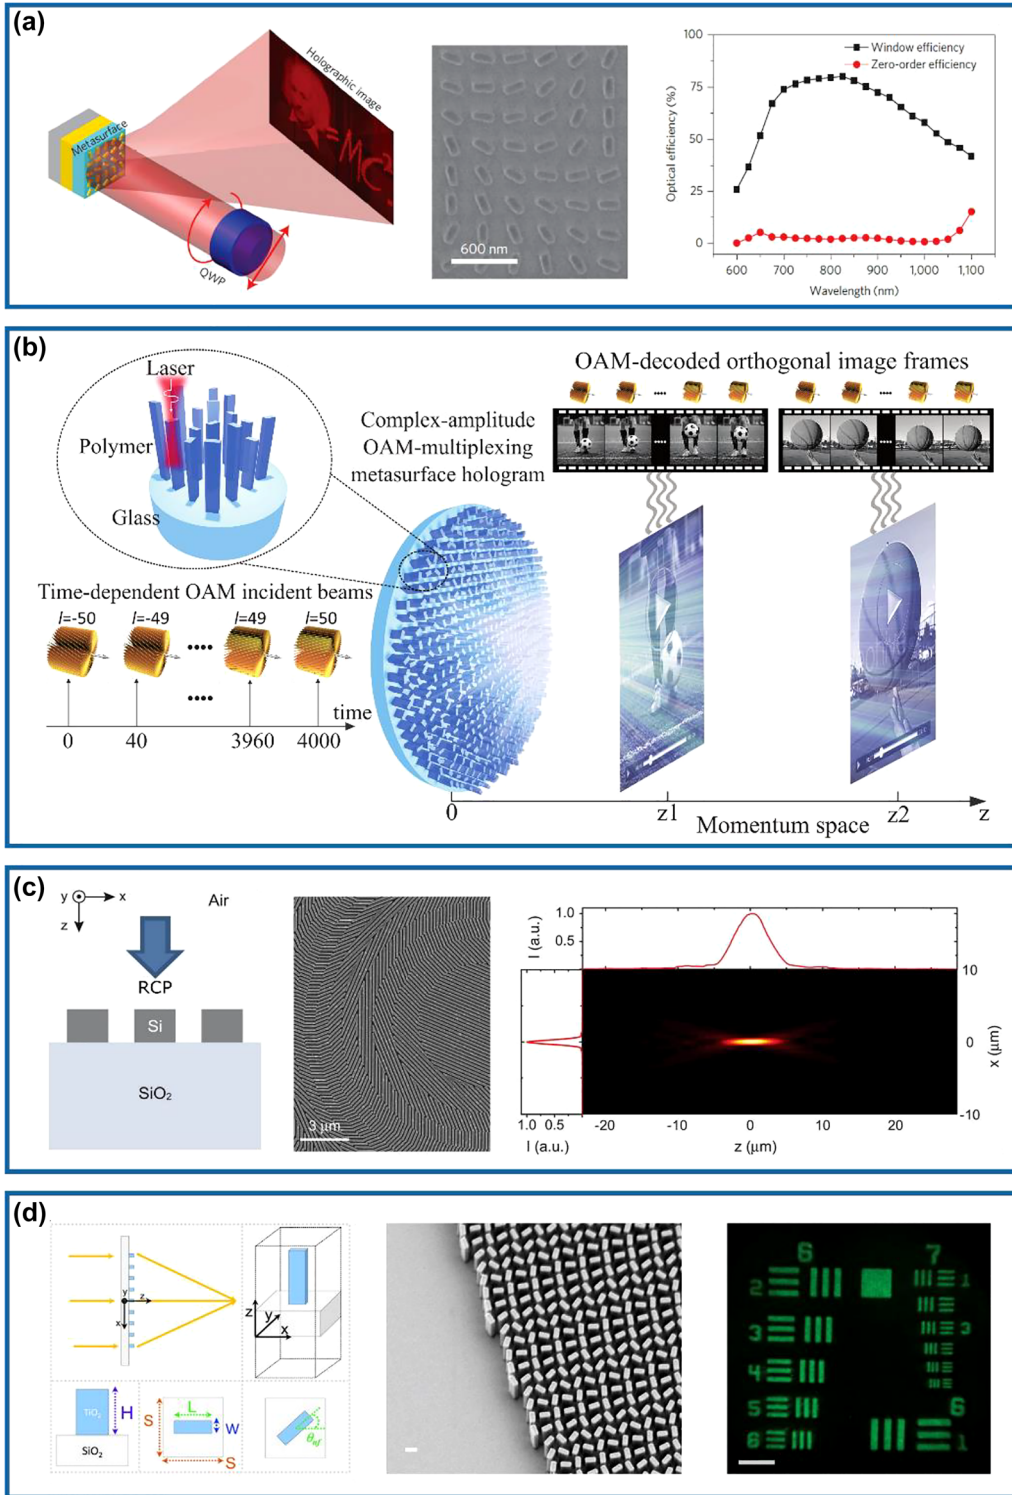 (a)
Metasurface
Holographic image
=MC²
QWP
600 nm
Optical efficiency (%)
100
75
50
25
0
Window efficiency
Zero-order efficiency
600
700
800
900
1,000
1,100
Wavelength (nm)
(b)
Laser
Polymer
Glass
Complex-amplitude
OAM-multiplexing
metasurface hologram
OAM-decoded orthogonal image frames
Time-dependent OAM incident beams
l=-50
l=-49
l=49
l=50
time
0
40
3960
4000
0
z1
z2
z
Momentum space
(c)
y
x
z
Air
RCP
Si
SiO₂
3 μm
I (a.u.)
1.0
0.5
10
0
-10
x (μm)
1.0
0.5
I (a.u.)
-20
-10
0
10
20
z (μm)
(d)
y
z
x
z
y
x
TiO₂
H
SiO₂
S
L
W
S
θnf
6
7
2
1
3
3
4
5
6
6
1